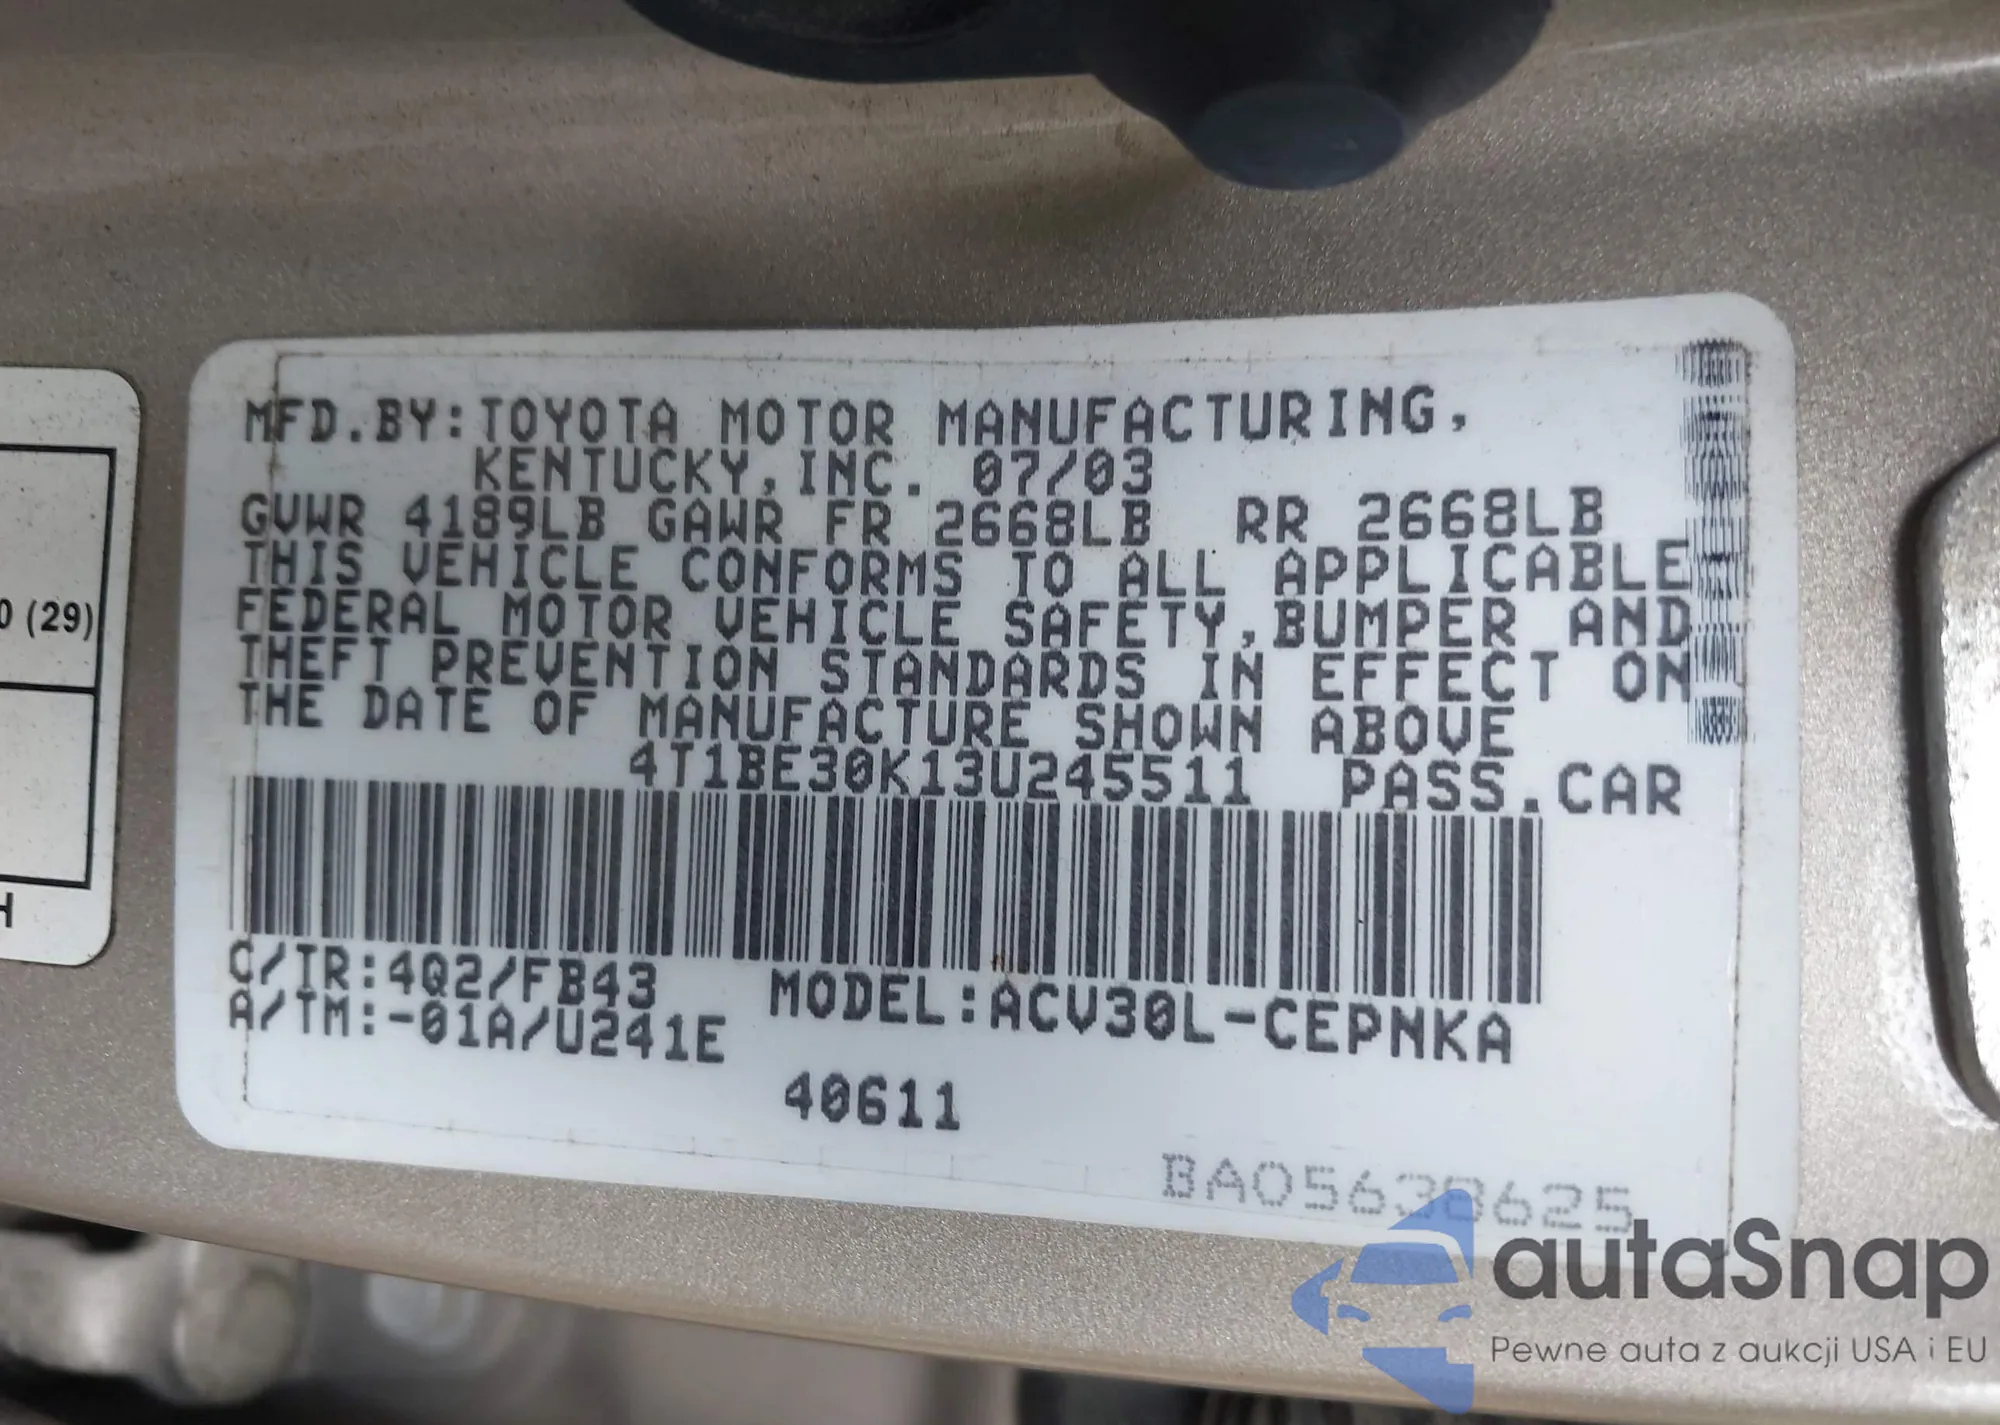 MFD.BY:TOYOTA MOTOR MANUFACTURING,
KENTUCKY,INC. 07/03
GVWR 4189LB GAWR FR 2668LB RR 2668LB
THIS VEHICLE CONFORMS TO ALL APPLICABLE
FEDERAL MOTOR VEHICLE SAFETY,BUMPER AND
THEFT PREVENTION STANDARDS IN EFFECT ON
THE DATE OF MANUFACTURE SHOWN ABOVE
4T1BE30K13U245511 PASS.CAR
C/TR:4Q2/FB43 MODEL:ACV30L-CEPNKA
A/TM:-01A/U241E
40611
BA05638625
0 (29)
H
autaSnap
Pewne auta z aukcji USA i EU